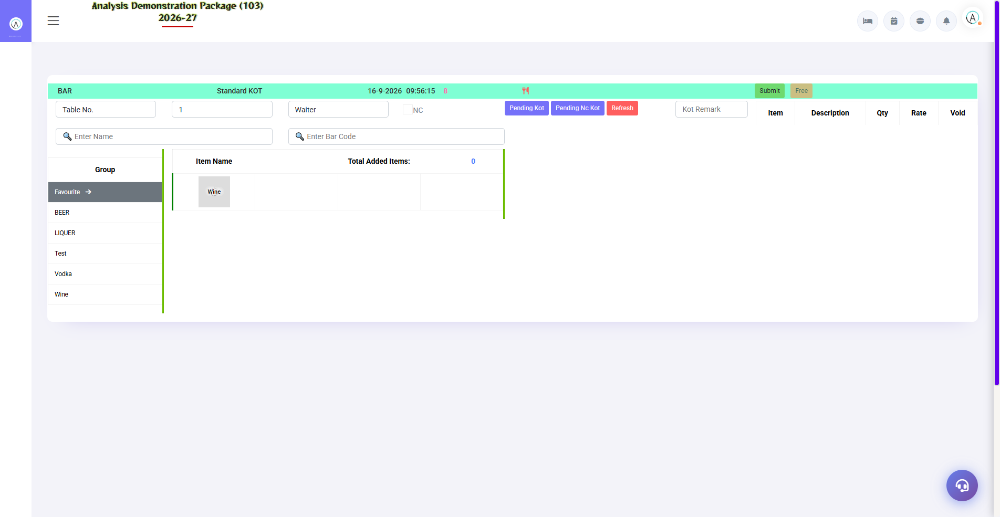 Analysis Demonstration Package (103)
2026-27
A
A
BAR Standard KOT 16-9-2026 09:56:15 8 Submit Free
Table No. 1 Waiter NC Pending Kot Pending Nc Kot Refresh Kot Remark Item Description Qty Rate Void
Enter Name Enter Bar Code
Group Item Name Total Added Items: 0
Favourite Wine
BEER
LIQUER
Test
Vodka
Wine